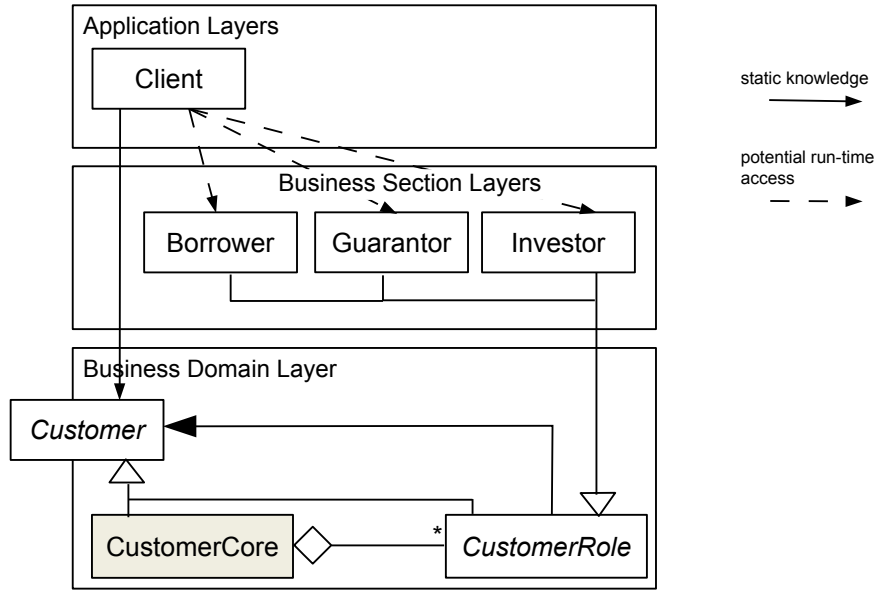 Application Layers
Client
static knowledge
potential run-time
access
Business Section Layers
Borrower
Guarantor
Investor
Business Domain Layer
Customer
CustomerCore
*
CustomerRole